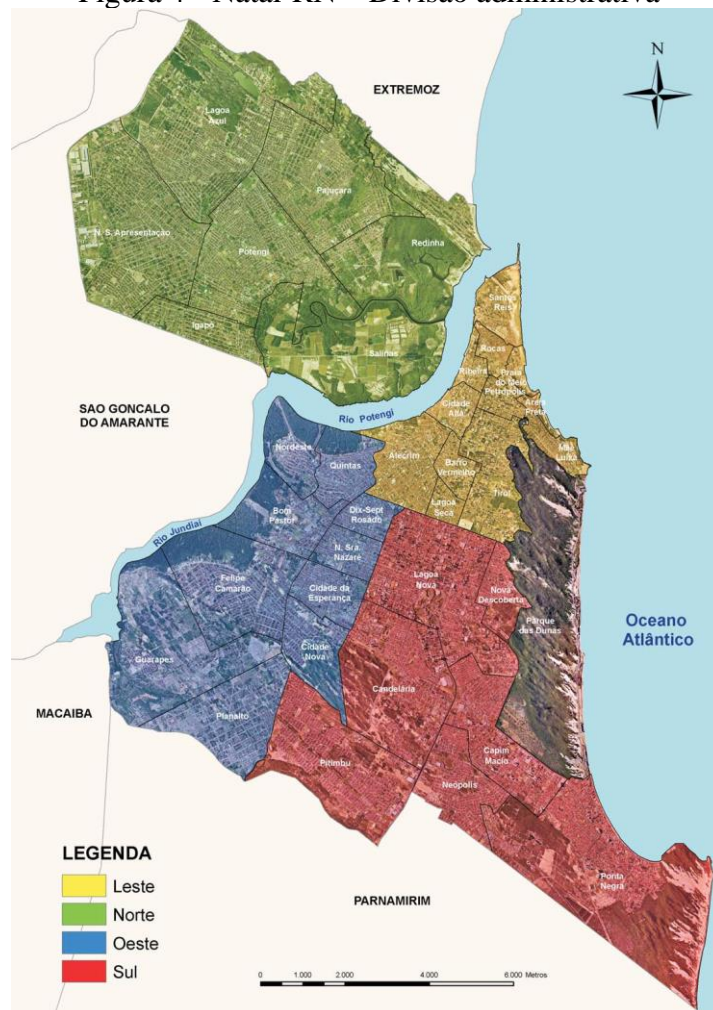 Figura 4 - Natal-RN – Divisão administrativa
N
EXTREMOZ
Lagoa
Azul
Pajuçara
N. S. Apresentação
Potengi
Redinha
Igapó
Salinas
Santos
Reis
Rocas
Ribeira
Praia
do Meio
Petrópolis
Areia
Preta
Cidade
Alta
Mãe
Luiza
SAO GONCALO
DO AMARANTE
Rio Potengi
Nordeste
Quintas
Alecrim
Barro
Vermelho
Lagoa
Seca
Tirol
Rio Jundiaí
Bom
Pastor
Dix-Sept
Rosado
N. Sra.
Nazaré
Felipe
Camarão
Cidade da
Esperança
Lagoa
Nova
Nova
Descoberta
Parque
das Dunas
Oceano
Atlântico
Guarapes
Cidade
Nova
Candelária
MACAIBA
Planalto
Pitimbu
Capim
Macio
Neópolis
Ponta
Negra
PARNAMIRIM
LEGENDA
Leste
Norte
Oeste
Sul
0 1.000 2.000 4.000 6.000 Metros